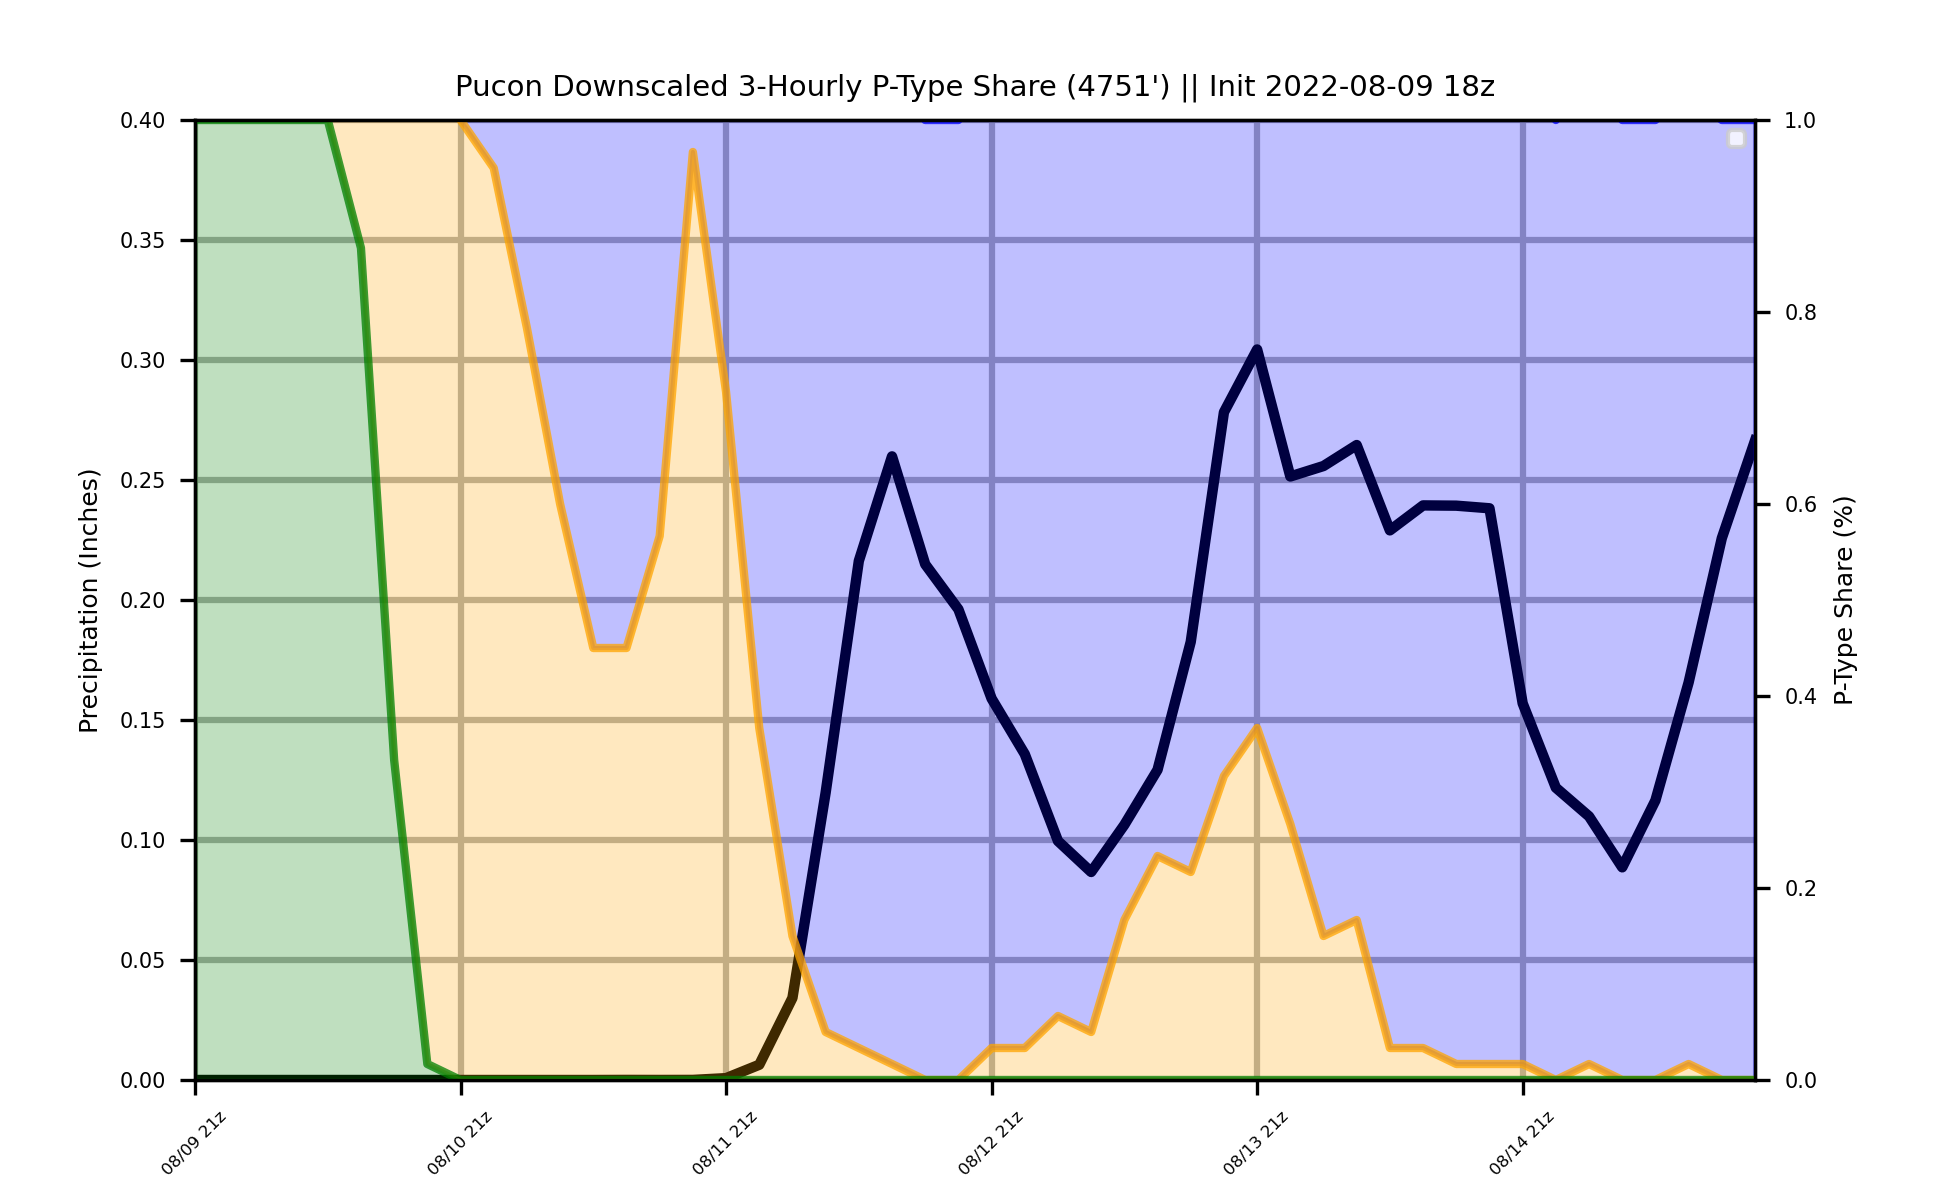 Pucon Downscaled 3-Hourly P-Type Share (4751') || Init 2022-08-09 18z
0.40
0.35
0.30
0.25
0.20
0.15
0.10
0.05
0.00
Precipitation (Inches)
1.0
0.8
0.6
0.4
0.2
0.0
P-Type Share (%)
08/09 21z
08/10 21z
08/11 21z
08/12 21z
08/13 21z
08/14 21z